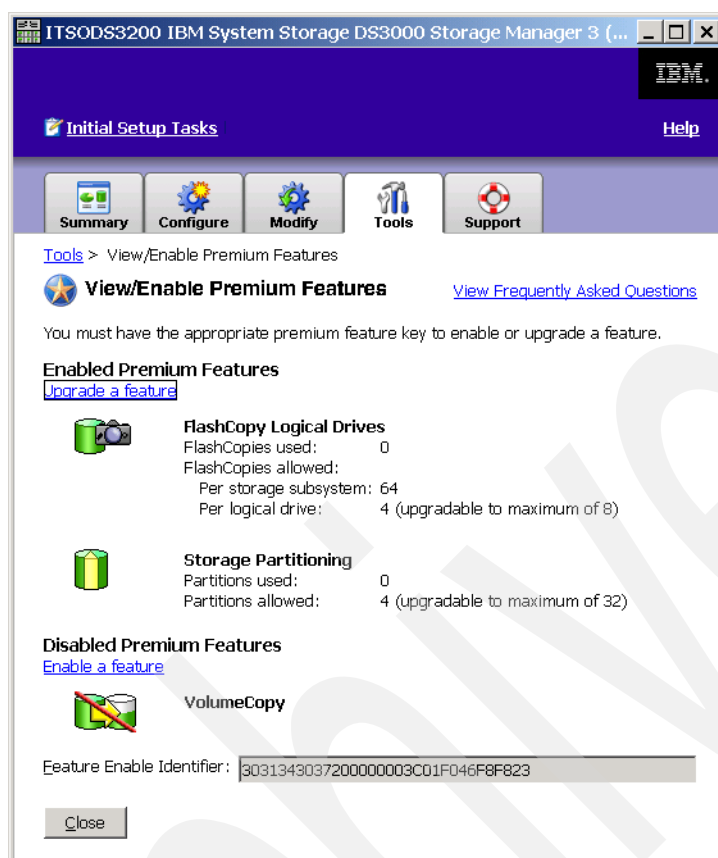 ITSODS3200 IBM System Storage DS3000 Storage Manager 3 (...
IBM.
Initial Setup Tasks
Help
Summary
Configure
Modify
Tools
Support
Tools > View/Enable Premium Features
View/Enable Premium Features
View Frequently Asked Questions
You must have the appropriate premium feature key to enable or upgrade a feature.
Enabled Premium Features
Upgrade a feature
FlashCopy Logical Drives
FlashCopies used: 0
FlashCopies allowed:
Per storage subsystem: 64
Per logical drive: 4 (upgradable to maximum of 8)
Storage Partitioning
Partitions used: 0
Partitions allowed: 4 (upgradable to maximum of 32)
Disabled Premium Features
Enable a feature
VolumeCopy
Feature Enable Identifier: 3031343037200000003C01F046F8F823
Close